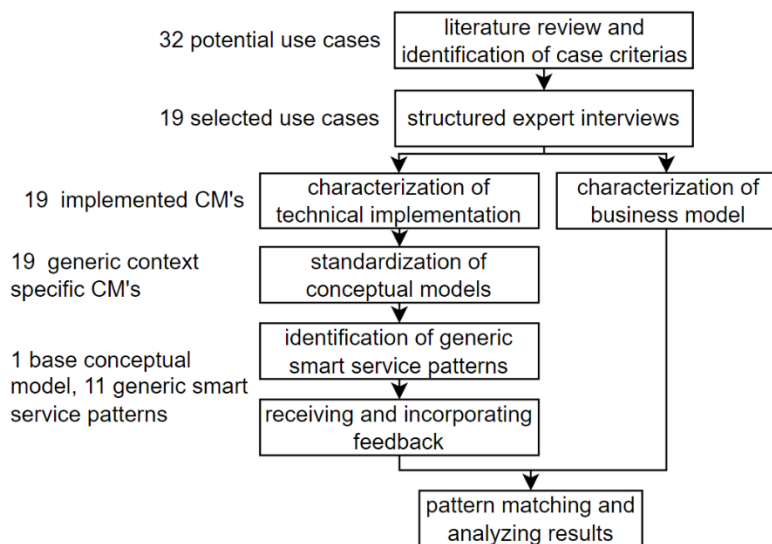 32 potential use cases
literature review and
identification of case criterias
19 selected use cases
structured expert interviews
19 implemented CM's
characterization of
technical implementation
characterization of
business model
19 generic context
specific CM's
standardization of
conceptual models
1 base conceptual
model, 11 generic smart
service patterns
identification of generic
smart service patterns
receiving and incorporating
feedback
pattern matching and
analyzing results